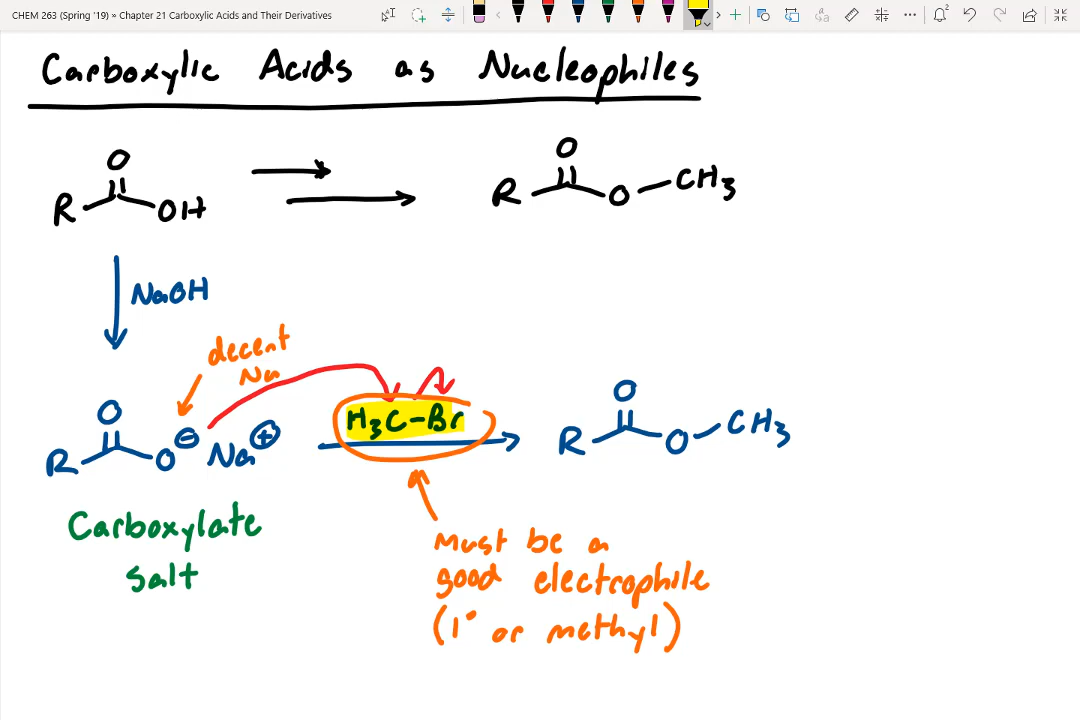 CHEM 263 (Spring '19) » Chapter 21 Carboxylic Acids and Their Derivatives
2
Carboxylic Acids as Nucleophiles
O
R OH
O
R O CH3
NaOH
decent
Nu
O
R O ⊖ Na ⊕
H3C-Br
O
R O CH3
Carboxylate
salt
Must be a
good electrophile
(1° or methyl)